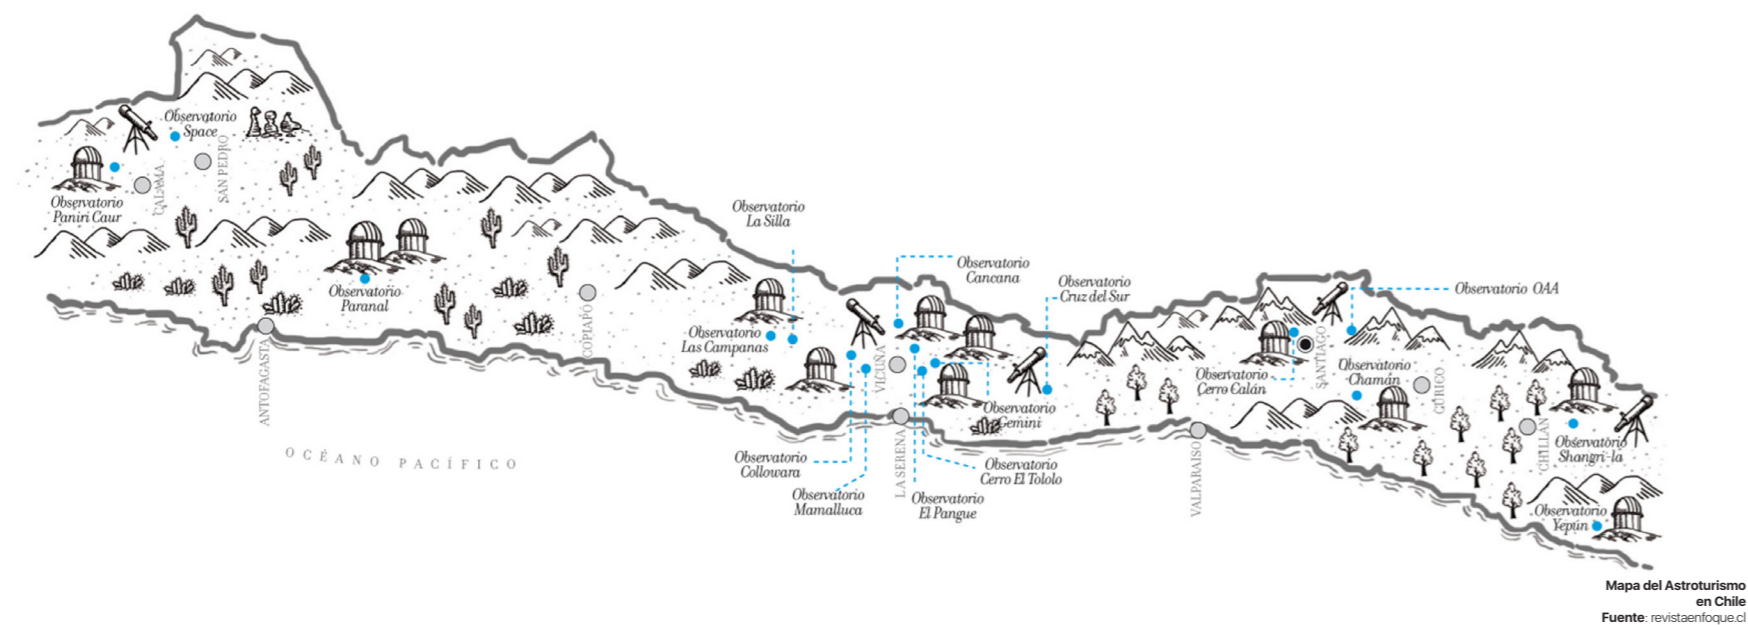 Observatorio
Space
SAN PEDRO
CALAMA
Observatorio
Paniri Caur
Observatorio
Paranal
ANTOFAGASTA
COPIAPÓ
OCÉANO PACÍFICO
Observatorio
La Silla
Observatorio
Las Campanas
Observatorio
Cancana
Observatorio
Cruz del Sur
VICUÑA
Observatorio
Gemini
Observatorio
Collowara
Observatorio
Mamalluca
LA SERENA
Observatorio
El Pangue
Observatorio
Cerro El Tololo
VALPARAISO
Observatorio OAA
SANTIAGO
Observatorio
Cerro Calán
Observatorio
Chamán
CURICO
CHILLAN
Observatorio
Shangri-la
Observatorio
Yepún
Mapa del Astroturismo
en Chile
Fuente: revistaenfoque.cl